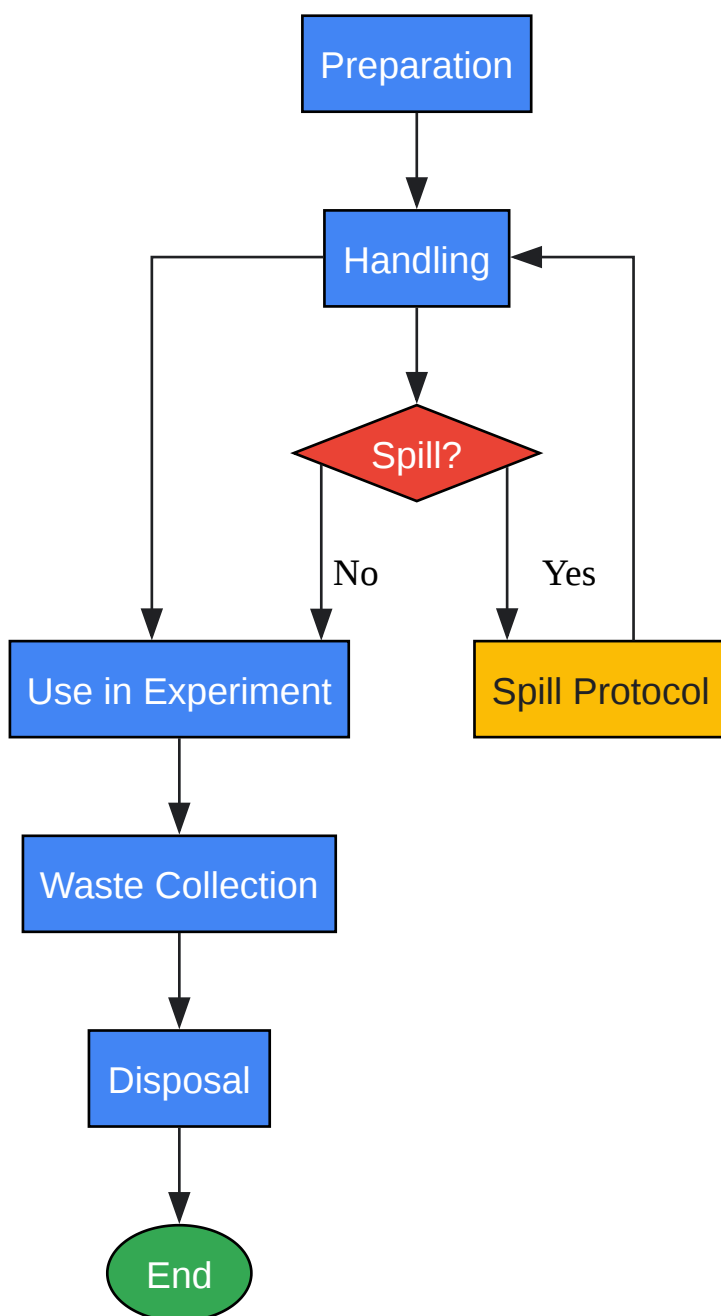 Preparation
Handling
Spill?
No
Yes
Use in Experiment
Spill Protocol
Waste Collection
Disposal
End